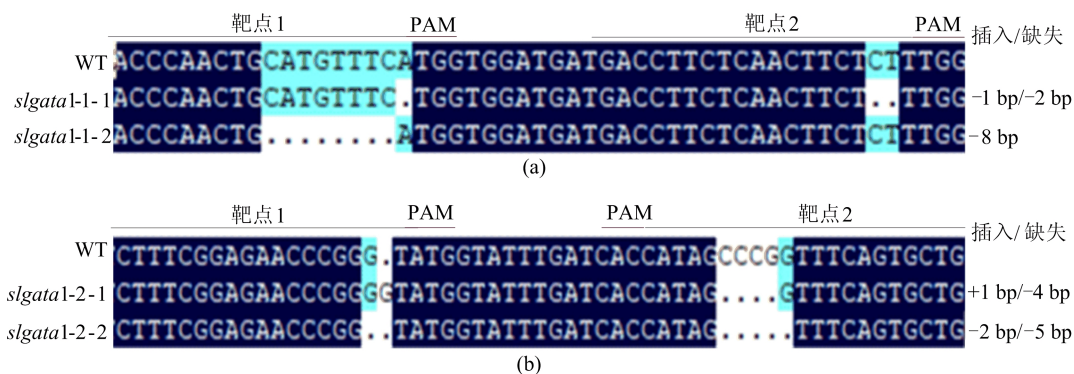 靶点1 PAM 靶点2 PAM 插入/缺失
WT ACCCAACTGCATGTTTCATGGTGGATGATGACCTTCTCAACTTCTCTTTGG
slgata1-1-1 ACCCAACTGCATGTTTC.TGGTGGATGATGACCTTCTCAACTTCT..TTGG −1 bp/−2 bp
slgata1-1-2 ACCCAACTG........ATGGTGGATGATGACCTTCTCAACTTCTCTTTGG −8 bp
(a)
靶点1 PAM PAM 靶点2 插入/缺失
WT CTTTCGGAGAACCCGGG.TATGGTATTTGATCACCATAGCCCGGTTTCAGTGCTG
slgata1-2-1 CTTTCGGAGAACCCGGGGTATGGTATTTGATCACCATAG....GTTTCAGTGCTG +1 bp/−4 bp
slgata1-2-2 CTTTCGGAGAACCCGG..TATGGTATTTGATCACCATAG.....TTTCAGTGCTG −2 bp/−5 bp
(b)